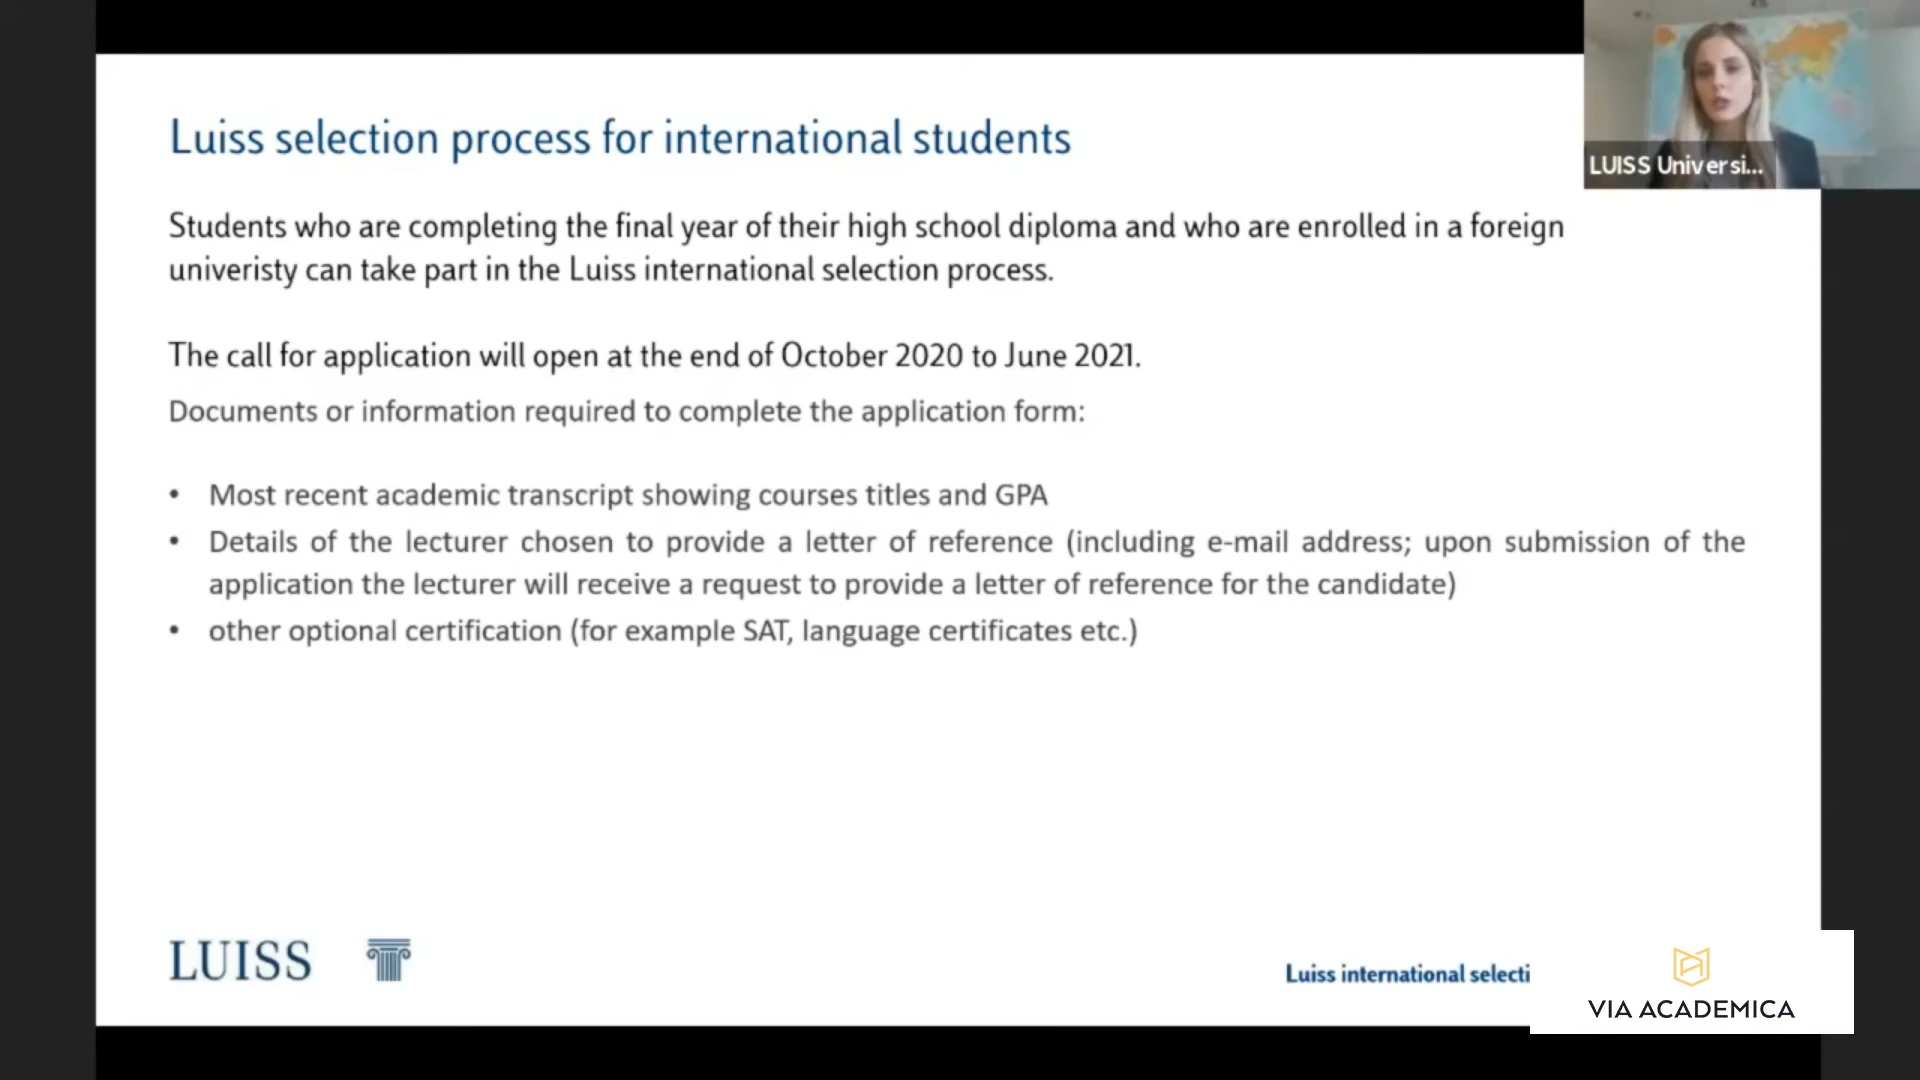 Luiss selection process for international students
LUISS Universi...
Students who are completing the final year of their high school diploma and who are enrolled in a foreign
univeristy can take part in the Luiss international selection process.
The call for application will open at the end of October 2020 to June 2021.
Documents or information required to complete the application form:
• Most recent academic transcript showing courses titles and GPA
• Details of the lecturer chosen to provide a letter of reference (including e-mail address; upon submission of the
application the lecturer will receive a request to provide a letter of reference for the candidate)
• other optional certification (for example SAT, language certificates etc.)
LUISS
Luiss international selecti
VIA ACADEMICA